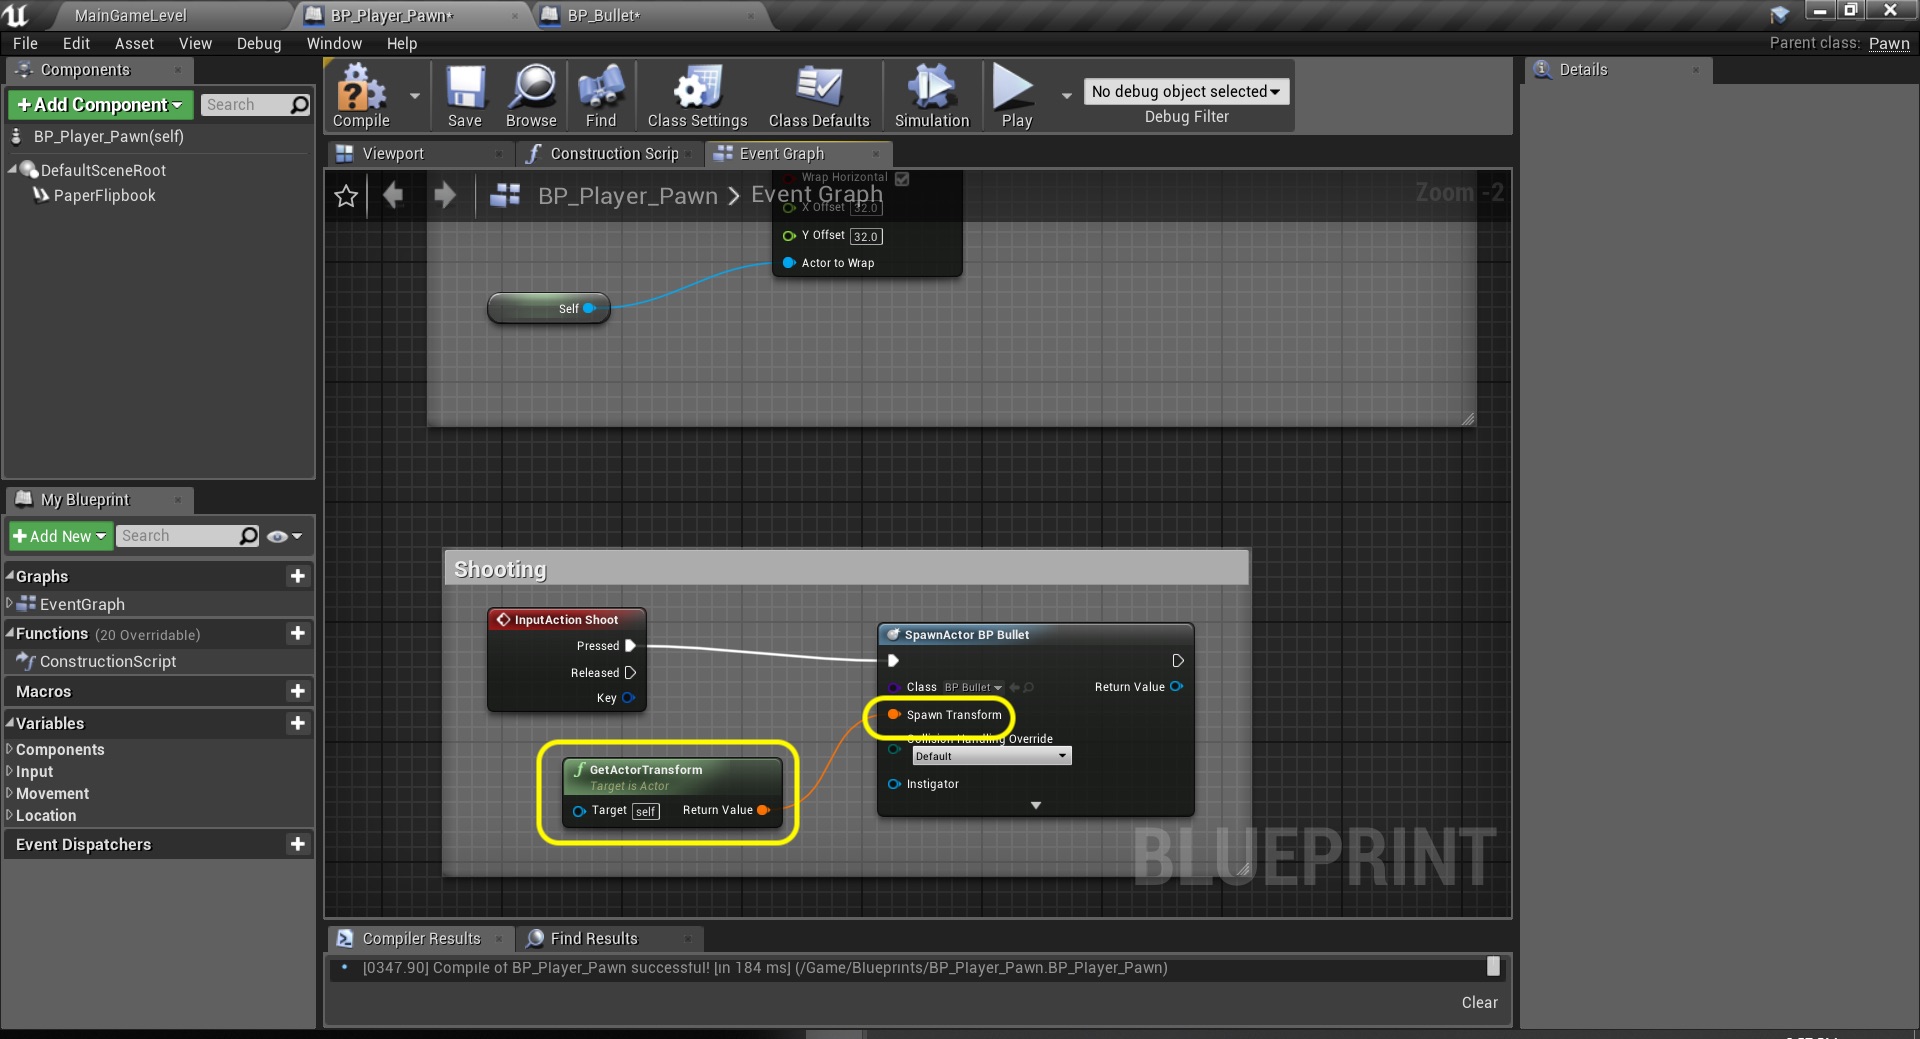 MainGameLevel
BP_Player_Pawn*
BP_Bullet*
File Edit Asset View Debug Window Help
Parent class: Pawn
Components
+Add Component
Search
BP_Player_Pawn(self)
DefaultSceneRoot
PaperFlipbook
Compile
Save
Browse
Find
Class Settings
Class Defaults
Simulation
Play
No debug object selected
Debug Filter
Details
Viewport
Construction Scrip
Event Graph
BP_Player_Pawn > Event Graph
Zoom -2
Wrap Horizontal
X Offset 32.0
Y Offset 32.0
Actor to Wrap
Self
My Blueprint
+Add New
Search
Graphs
EventGraph
Functions (20 Overridable)
ConstructionScript
Macros
Variables
Components
Input
Movement
Location
Event Dispatchers
Shooting
InputAction Shoot
Pressed
Released
Key
GetActorTransform
Target is Actor
Target self Return Value
SpawnActor BP Bullet
Class BP Bullet Return Value
Spawn Transform
Collision Handling Override
Default
Instigator
BLUEPRINT
Compiler Results
Find Results
[0347.90] Compile of BP_Player_Pawn successful! [in 184 ms] (/Game/Blueprints/BP_Player_Pawn.BP_Player_Pawn)
Clear